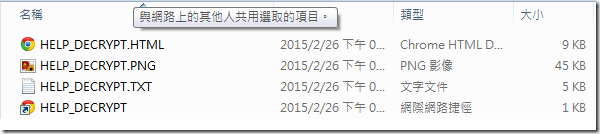 名稱 類型 大小
與網路上的其他人共用選取的項目。
HELP_DECRYPT.HTML 2015/2/26 下午 0... Chrome HTML D... 9 KB
HELP_DECRYPT.PNG 2015/2/26 下午 0... PNG 影像 45 KB
HELP_DECRYPT.TXT 2015/2/26 下午 0... 文字文件 5 KB
HELP_DECRYPT 2015/2/26 下午 0... 網際網路捷徑 1 KB